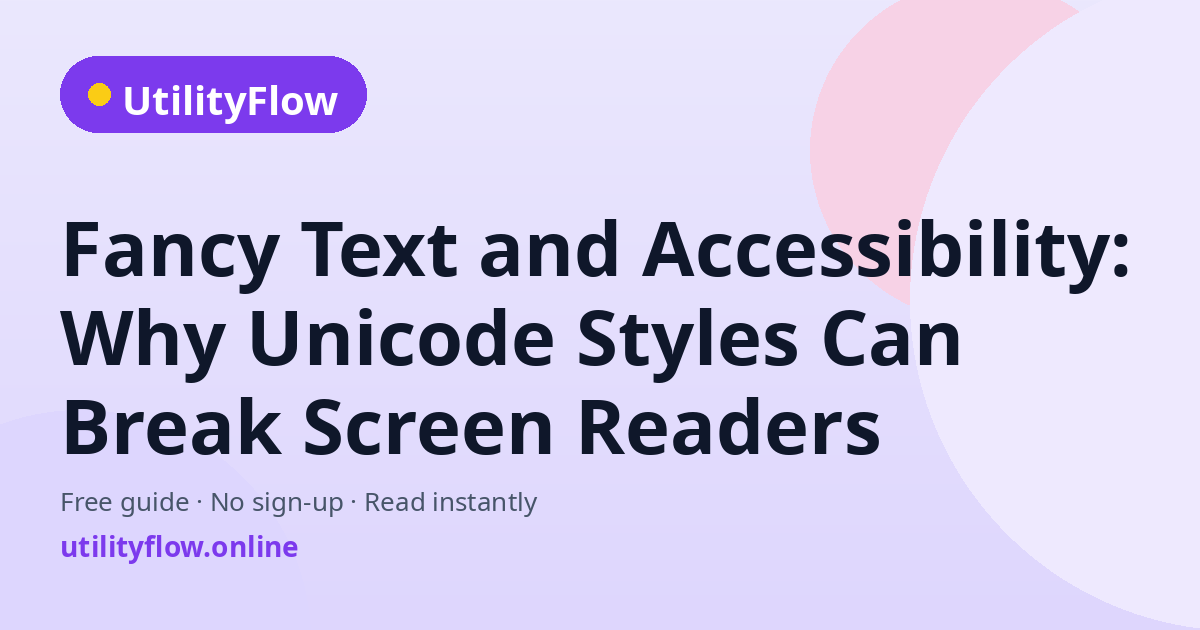 UtilityFlow
Fancy Text and Accessibility:
Why Unicode Styles Can
Break Screen Readers
Free guide · No sign-up · Read instantly
utilityflow.online